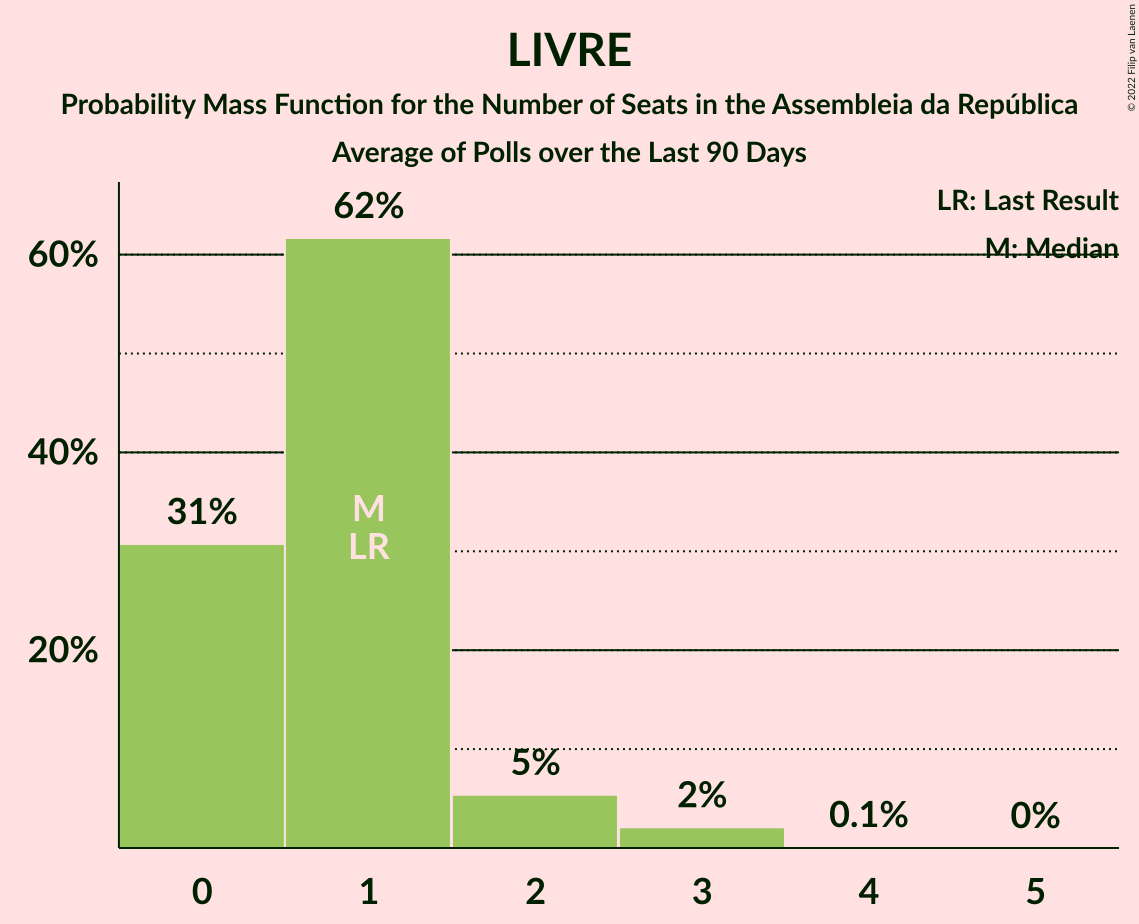 LIVRE
Probability Mass Function for the Number of Seats in the Assembleia da República
Average of Polls over the Last 90 Days
© 2022 Filip van Laenen
LR: Last Result
M: Median
60%
40%
20%
31%
62%
M
LR
5%
2%
0.1%
0%
0 1 2 3 4 5